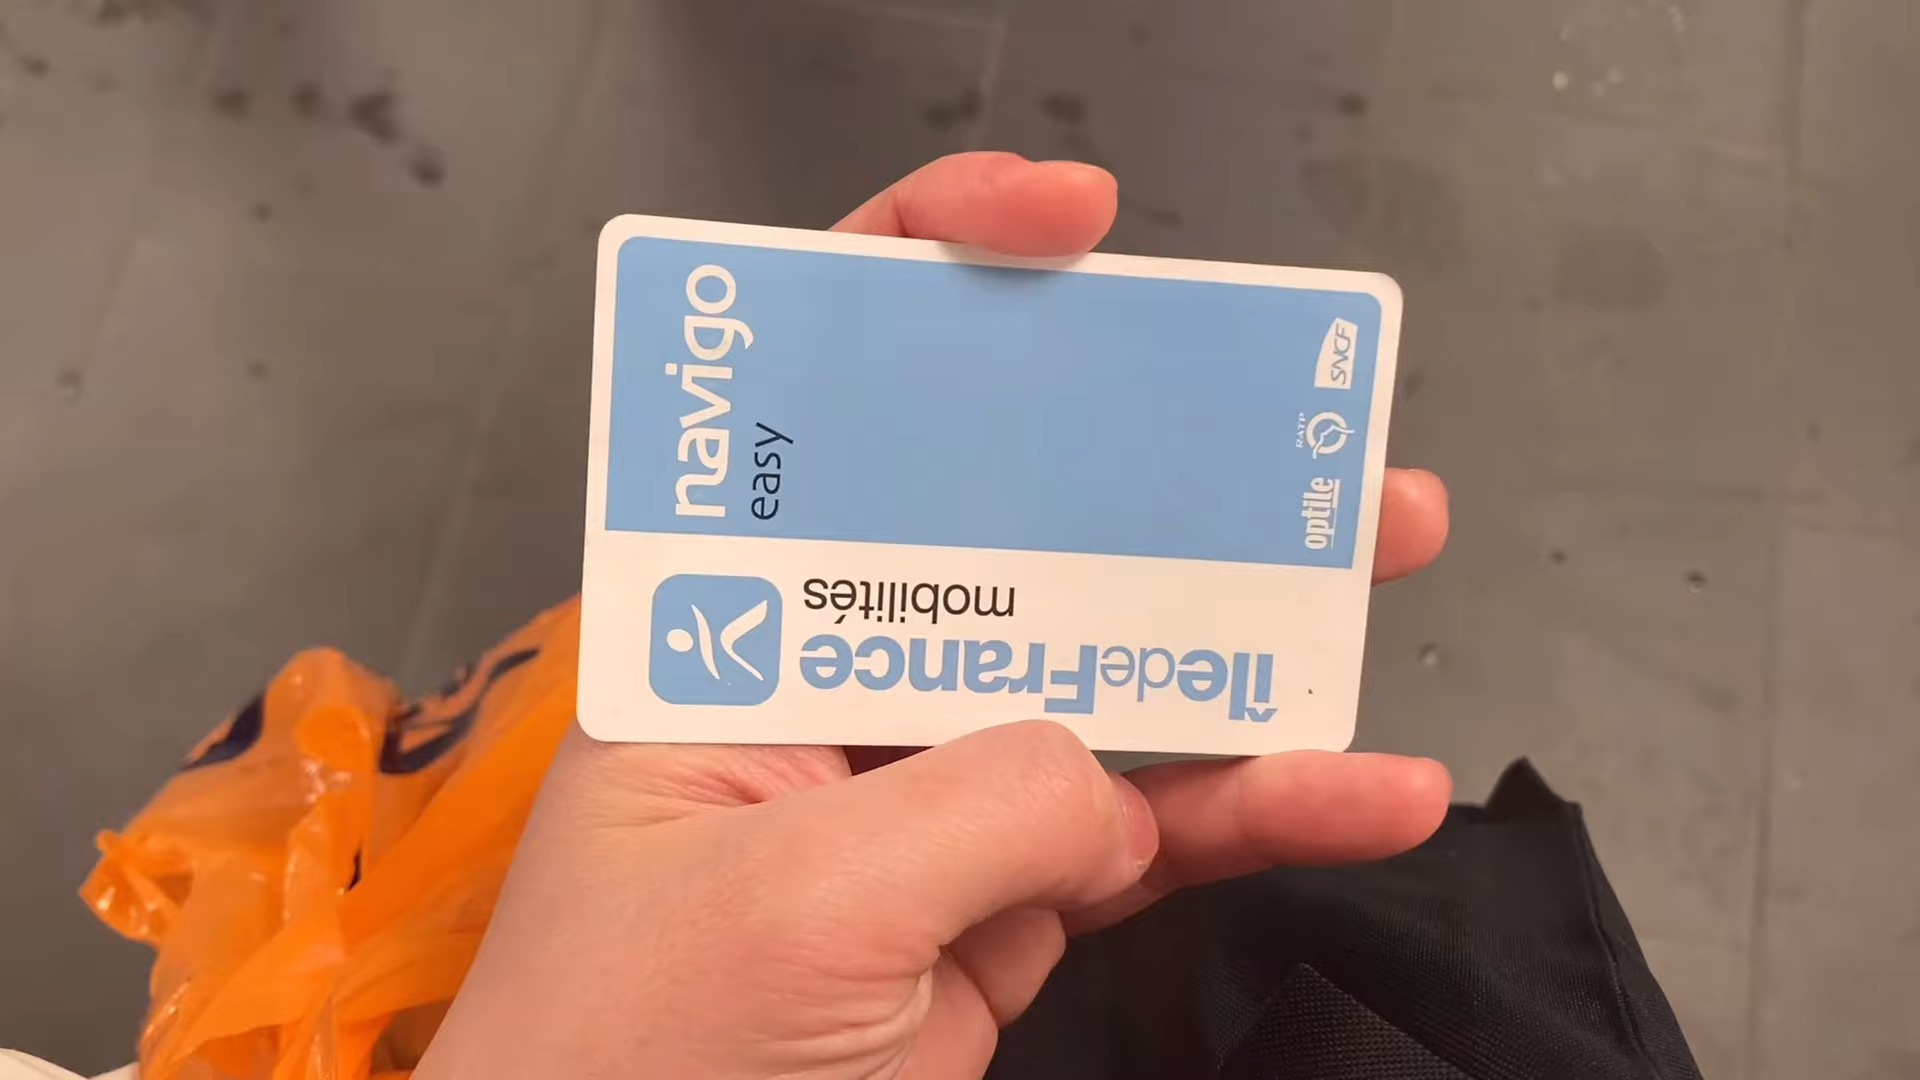 navigo
easy
optile
RATP
SNCF
îledeFrance
mobilités